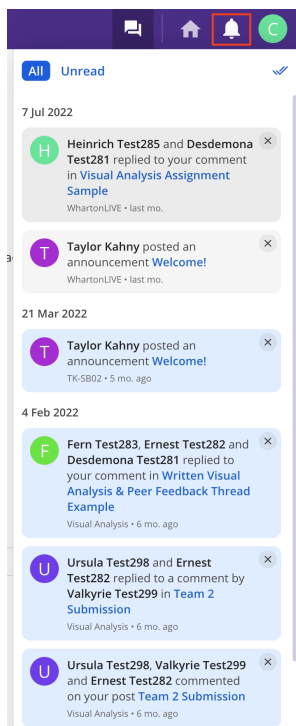 C
All Unread
7 Jul 2022
H
Heinrich Test285 and Desdemona
Test281 replied to your comment
in Visual Analysis Assignment
Sample
WhartonLIVE • last mo.
T
Taylor Kahny posted an
announcement Welcome!
WhartonLIVE • last mo.
21 Mar 2022
T
Taylor Kahny posted an
announcement Welcome!
TK-SB02 • 5 mo. ago
4 Feb 2022
F
Fern Test283, Ernest Test282 and
Desdemona Test281 replied to
your comment in Written Visual
Analysis & Peer Feedback Thread
Example
Visual Analysis • 6 mo. ago
U
Ursula Test298 and Ernest
Test282 replied to a comment by
Valkyrie Test299 in Team 2
Submission
Visual Analysis • 6 mo. ago
U
Ursula Test298, Valkyrie Test299
and Ernest Test282 commented
on your post Team 2 Submission
Visual Analysis • 6 mo. ago